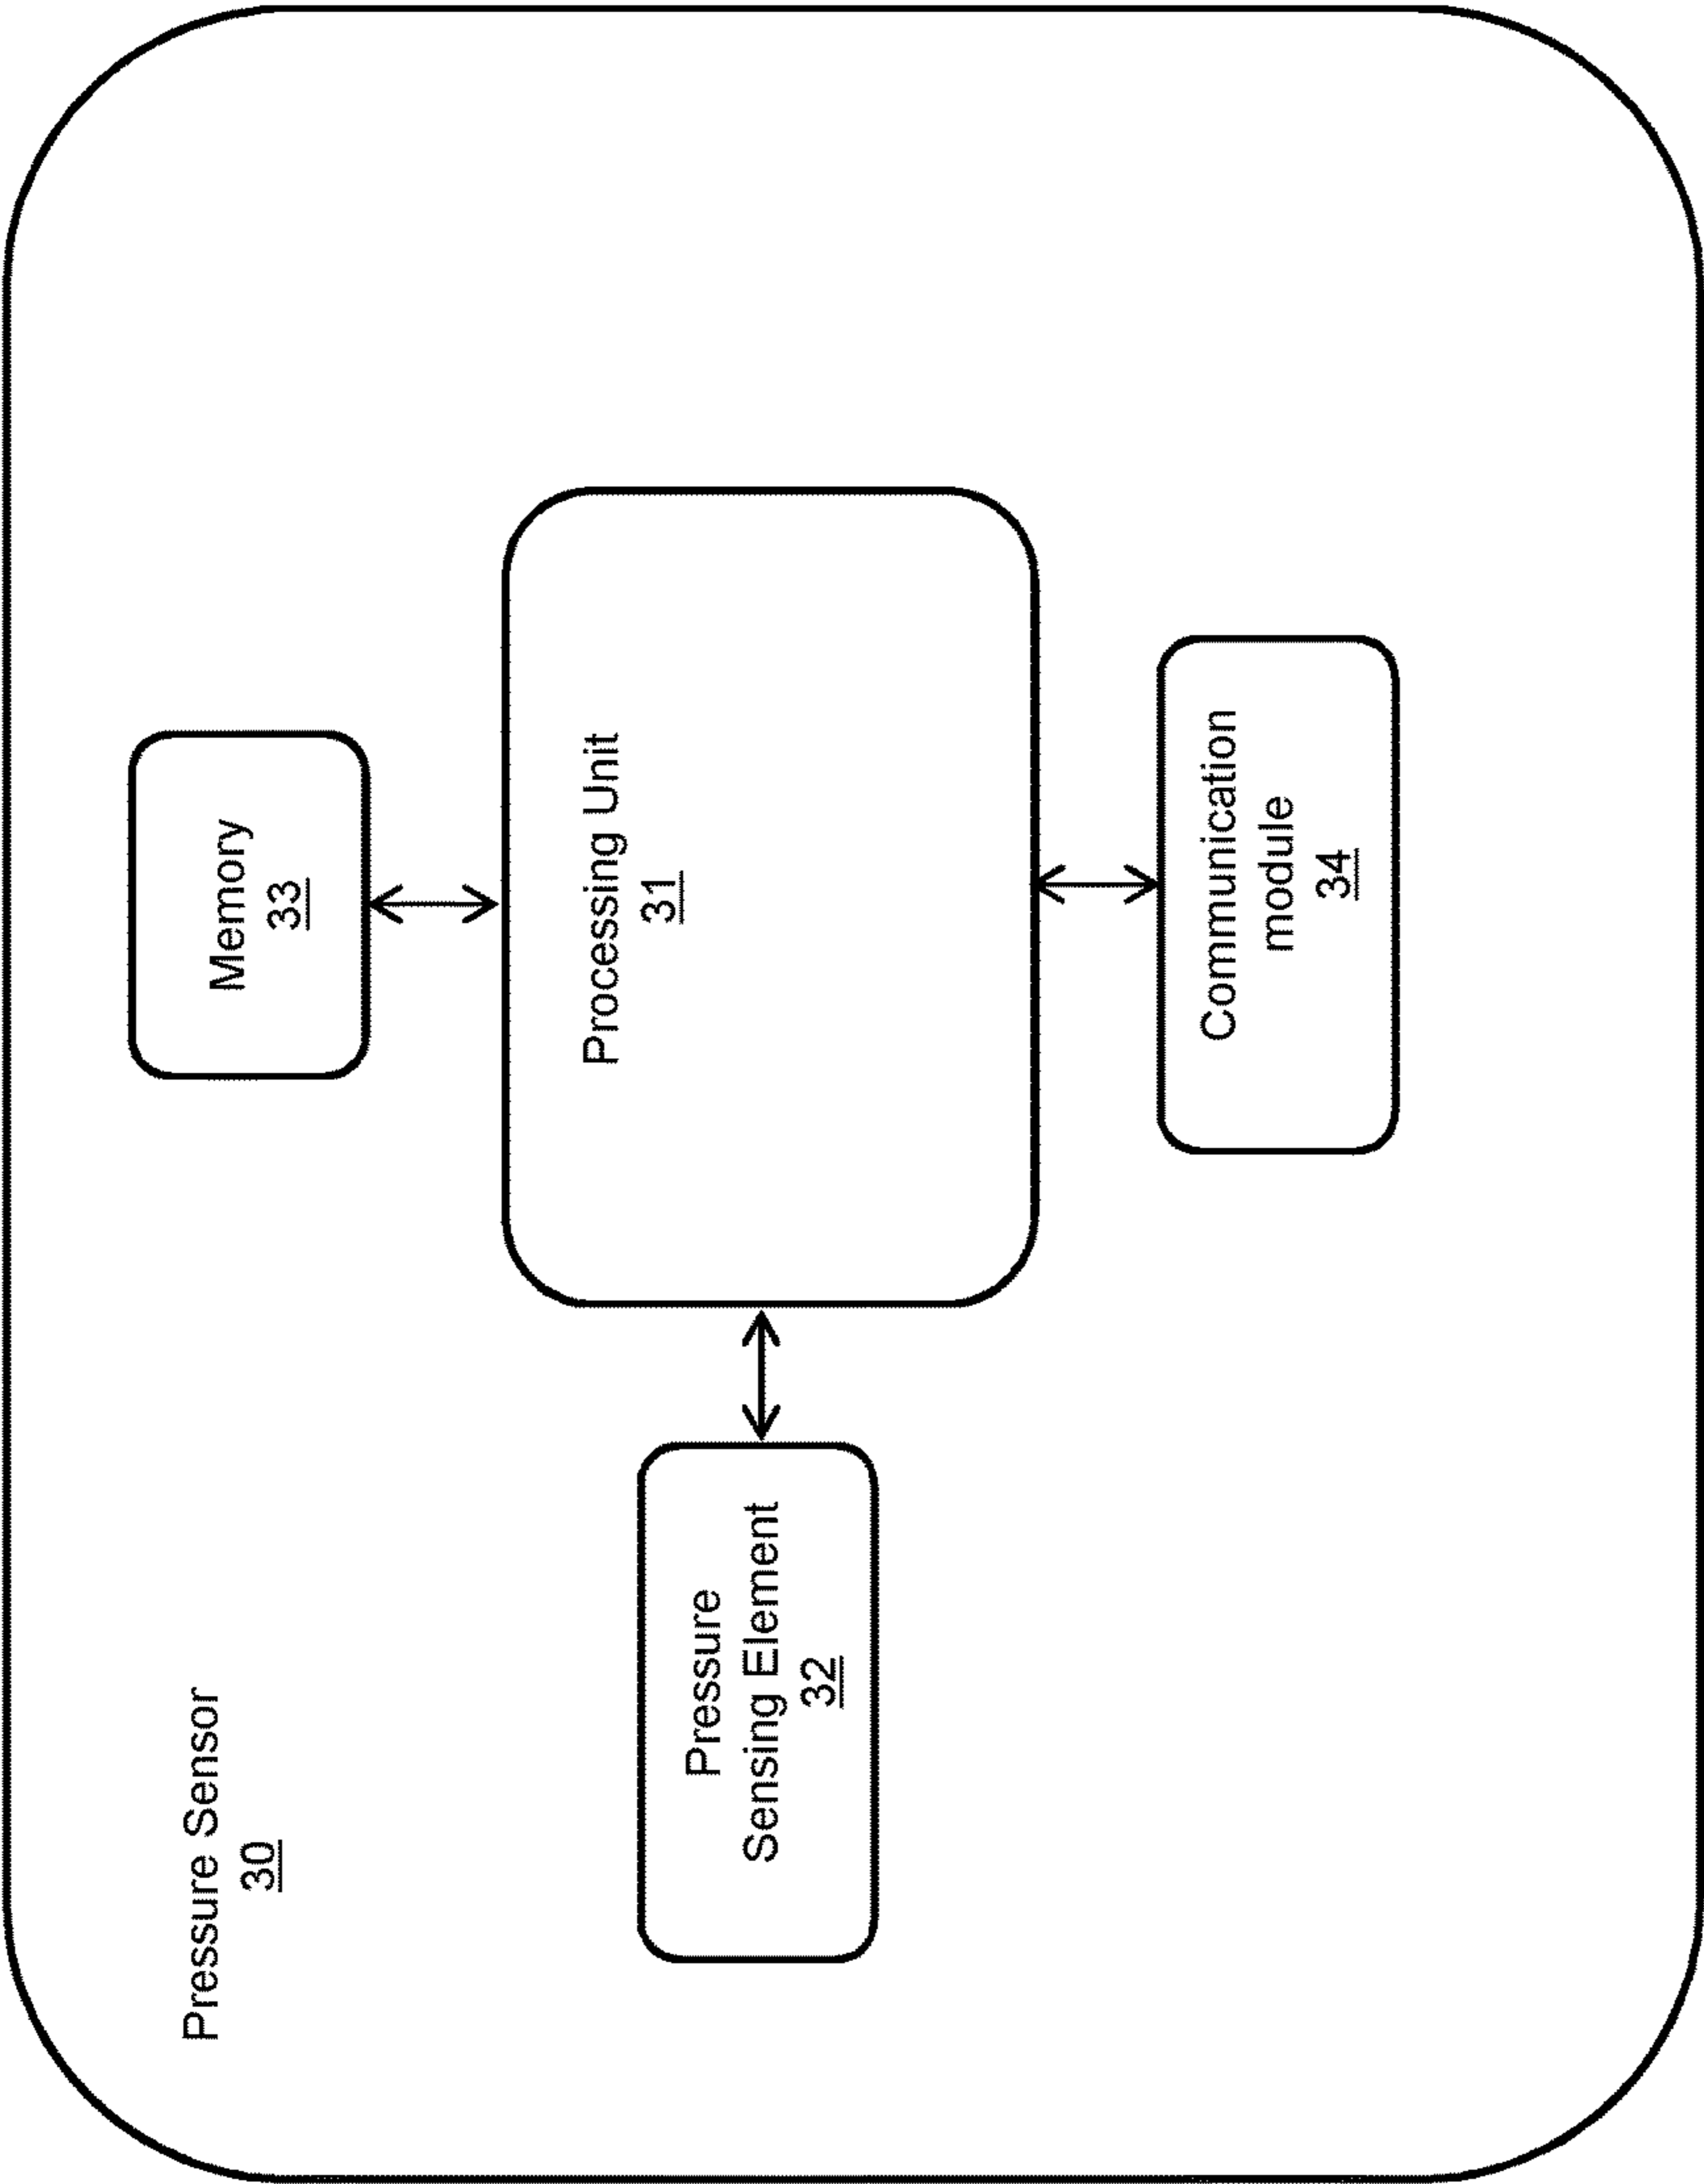 Pressure Sensor
30
Memory
33
Pressure
Sensing Element
32
Processing Unit
31
Communication
module
34